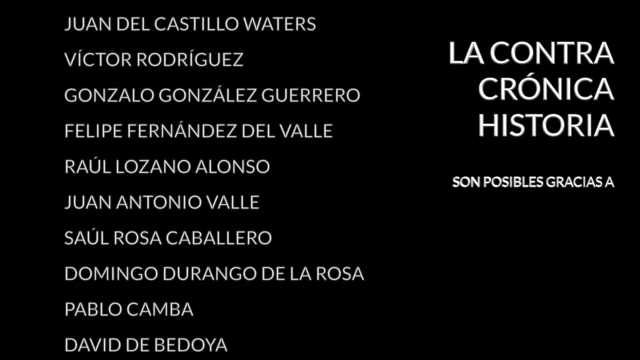 JUAN DEL CASTILLO WATERS
VÍCTOR RODRÍGUEZ
GONZALO GONZÁLEZ GUERRERO
FELIPE FERNÁNDEZ DEL VALLE
RAÚL LOZANO ALONSO
JUAN ANTONIO VALLE
SAÚL ROSA CABALLERO
DOMINGO DURANGO DE LA ROSA
PABLO CAMBA
DAVID DE BEDOYA
LA CONTRA
CRÓNICA
HISTORIA
SON POSIBLES GRACIAS A